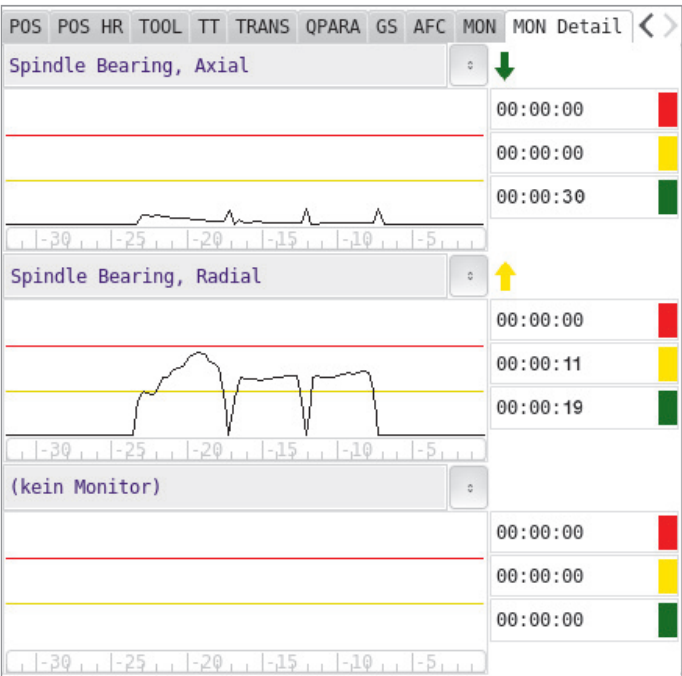 POS POS HR TOOL TT TRANS QPARA GS AFC MON MON Detail
Spindle Bearing, Axial
00:00:00
00:00:00
00:00:30
-30 -25 -20 -15 -10 -5
Spindle Bearing, Radial
00:00:00
00:00:11
00:00:19
-30 -25 -20 -15 -10 -5
(kein Monitor)
00:00:00
00:00:00
00:00:00
-30 -25 -20 -15 -10 -5